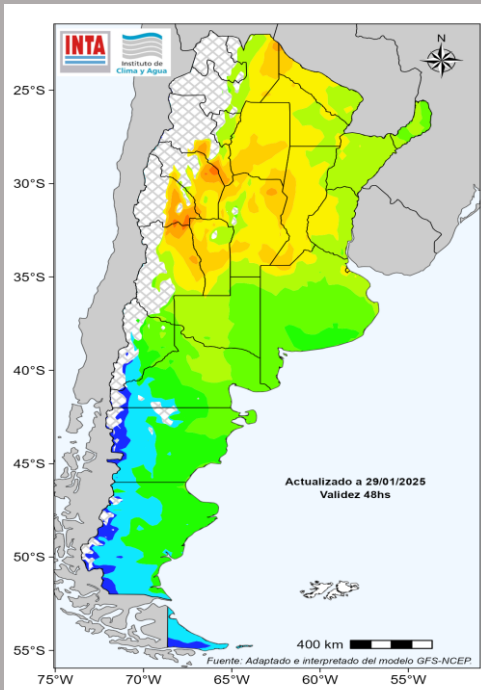 INTA
Instituto de
Clima y Agua
N
25°S
30°S
35°S
40°S
45°S
50°S
55°S
Actualizado a 29/01/2025
Validez 48hs
400 km
Fuente: Adaptado e interpretado del modelo GFS-NCEP.
75°W
70°W
65°W
60°W
55°W